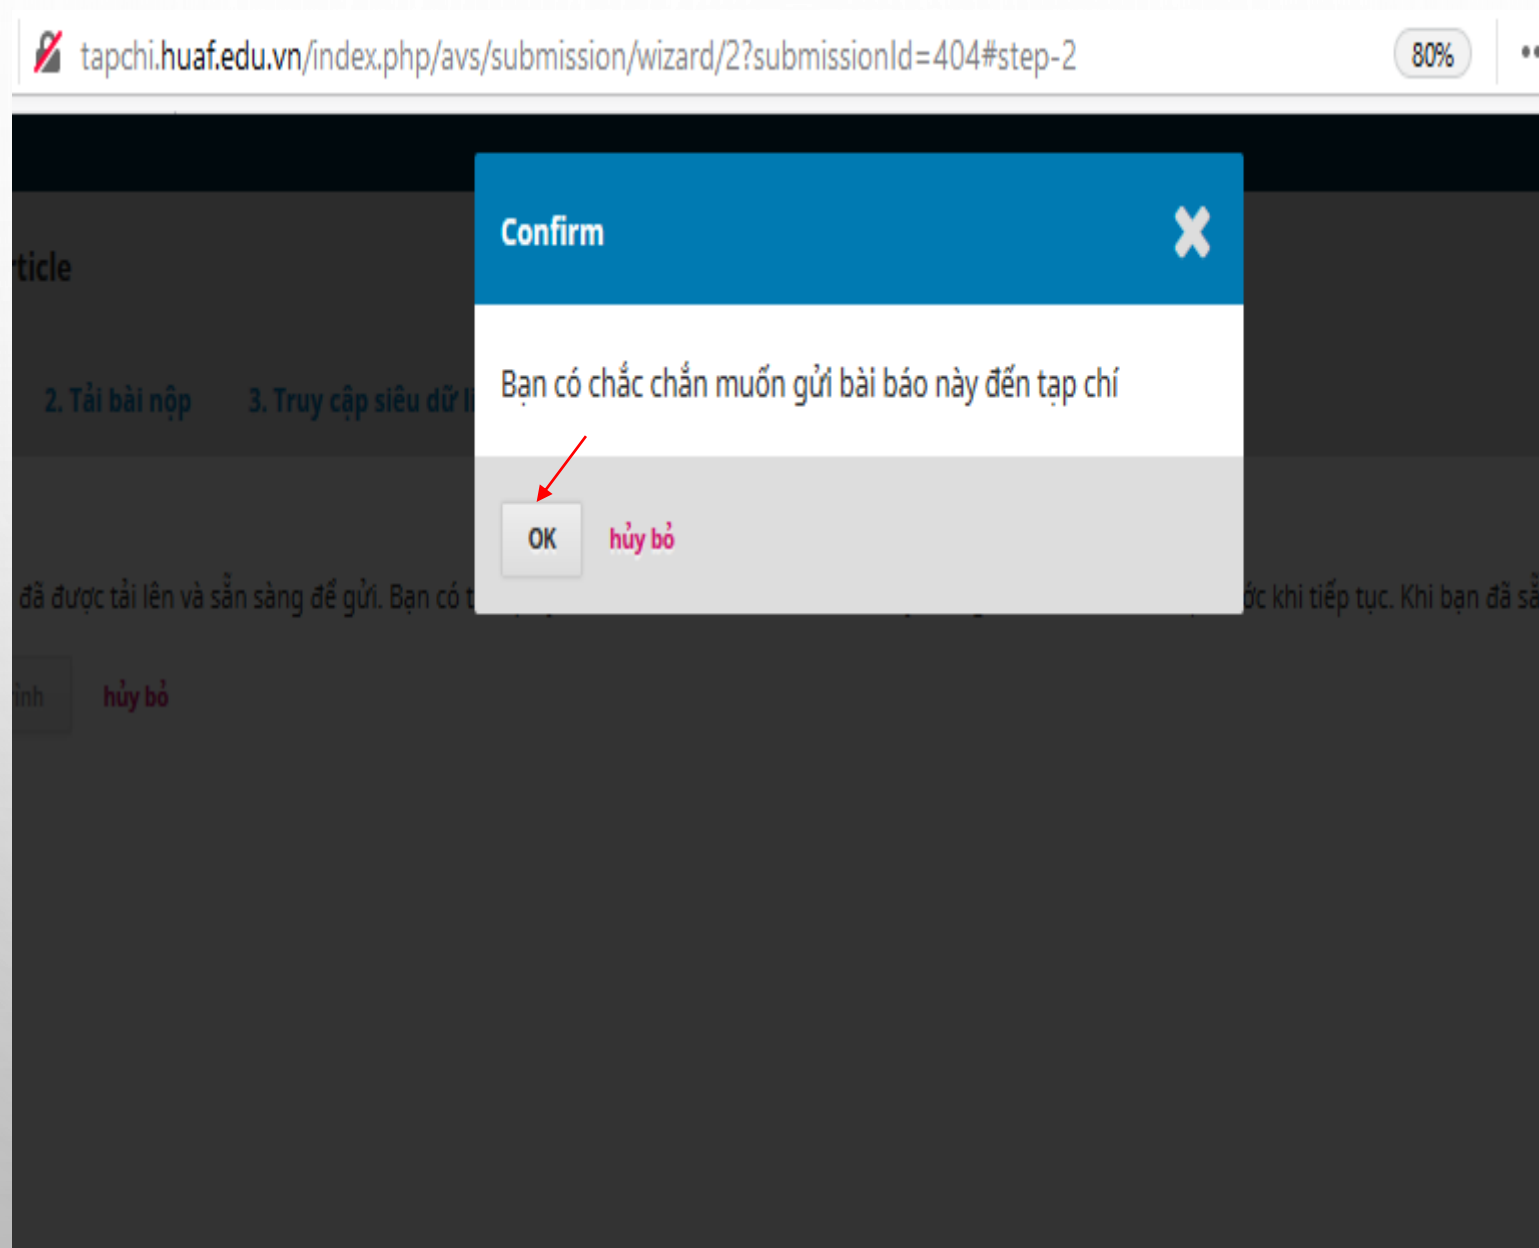 tapchi.huaf.edu.vn/index.php/avs/submission/wizard/2?submissionId=404#step-2
80%
Confirm
ticle
2. Tải bài nộp
3. Truy cập siêu dữ li
Bạn có chắc chắn muốn gửi bài báo này đến tạp chí
OK
hủy bỏ
đã được tải lên và sẵn sàng để gửi. Bạn có t
ớc khi tiếp tục. Khi bạn đã sẵ
ình
hủy bỏ